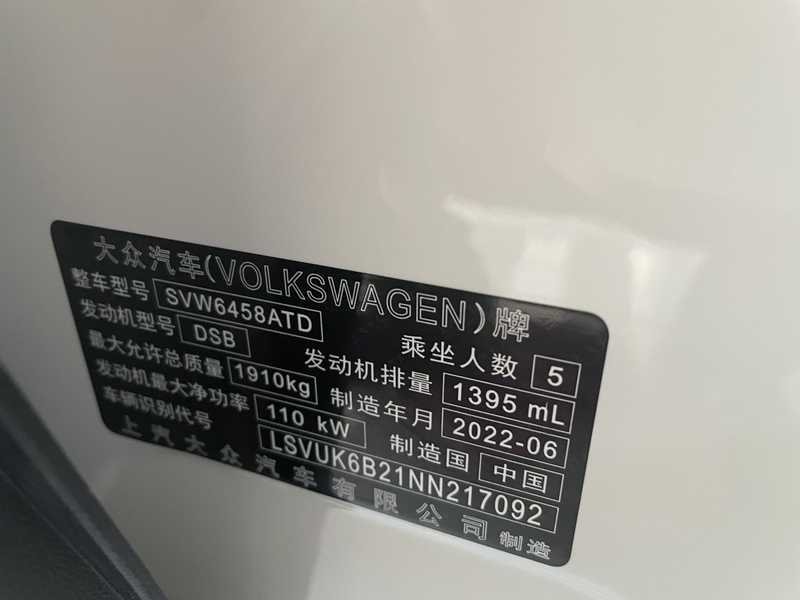 大众汽车(VOLKSWAGEN)牌
整车型号 SVW6458ATD 乘坐人数 5
发动机型号 DSB 发动机排量 1395 mL
最大允许总质量 1910kg 制造年月 2022-06
发动机最大净功率 110 kW 制造国 中国
车辆识别代号 LSVUK6B21NN217092
上汽大众汽车有限公司 制造